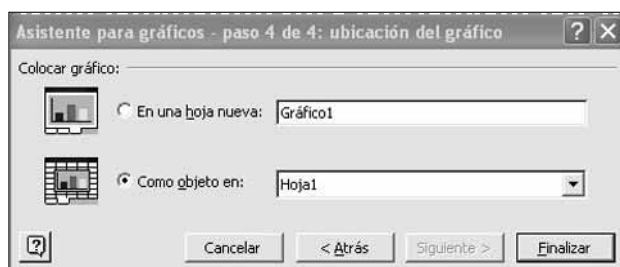 Asistente para gráficos - paso 4 de 4: ubicación del gráfico
Colocar gráfico:
En una hoja nueva: Gráfico1
Como objeto en: Hoja1
Cancelar < Atrás Siguiente > Finalizar